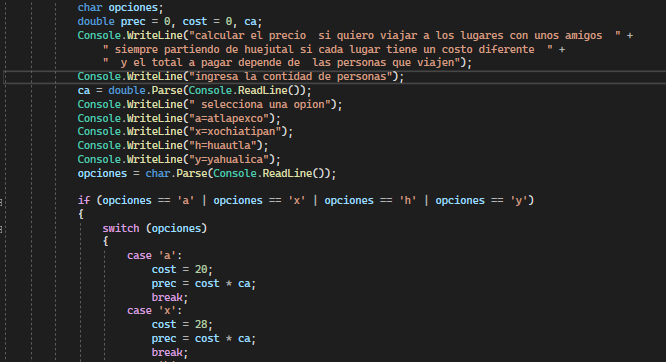 char opciones;
double prec = 0, cost = 0, ca;
Console.WriteLine("calcular el precio  si quiero viajar a los lugares con unos amigos  " +
    " siempre partiendo de huejutal si cada lugar tiene un costo diferente  " +
    "  y el total a pagar depende de  las personas que viajen");
Console.WriteLine("ingresa la contidad de personas");
ca = double.Parse(Console.ReadLine());
Console.WriteLine(" selecciona una opion");
Console.WriteLine("a=atlapexco");
Console.WriteLine("x=xochiatipan");
Console.WriteLine("h=huautla");
Console.WriteLine("y=yahualica");
opciones = char.Parse(Console.ReadLine());
if (opciones == 'a' | opciones == 'x' | opciones == 'h' | opciones == 'y')
{
    switch (opciones)
    {
        case 'a':
            cost = 20;
            prec = cost * ca;
            break;
        case 'x':
            cost = 28;
            prec = cost * ca;
            break;